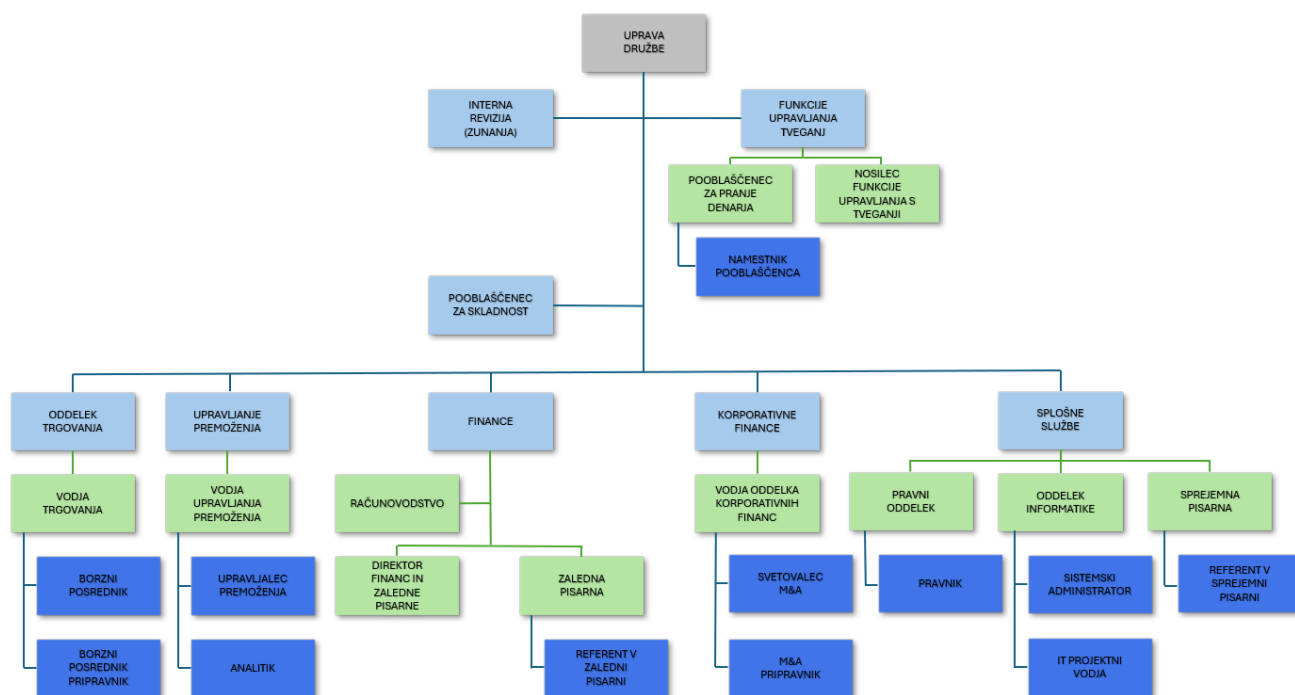 UPRAVA
DRUŽBE
INTERNA
REVIZIJA
(ZUNANJA)
FUNKCIJE
UPRAVLJANJA
TVEGANJ
POOBLAŠČENEC
ZA PRANJE
DENARJA
NOSILEC
FUNKCIJE
UPRAVLJANJA S
TVEGANJI
NAMESTNIK
POOBLAŠČENCA
POOBLAŠČENEC
ZA SKLADNOST
ODDELEK
TRGOVANJA
UPRAVLJANJE
PREMOŽENJA
FINANCE
KORPORATIVNE
FINANCE
SPLOŠNE
SLUŽBE
VODJA
TRGOVANJA
VODJA
UPRAVLJANJA
PREMOŽENJA
RAČUNOVODSTVO
VODJA ODDELKA
KORPORATIVNIH
FINANC
PRAVNI
ODDELEK
ODDELEK
INFORMATIKE
SPREJEMNA
PISARNA
BORZNI
POSREDNIK
UPRAVLJALEC
PREMOŽENJA
DIREKTOR
FINANC IN
ZALEDNE
PISARNE
ZALEDNA
PISARNA
SVETOVALEC
M&A
PRAVNIK
SISTEMSKI
ADMINISTRATOR
REFERENT V
SPREJEMNI
PISARNI
BORZNI
POSREDNIK
PRIPRAVNIK
ANALITIK
REFERENT V
ZALEDNI
PISARNI
M&A
PRIPRAVNIK
IT PROJEKTNI
VODJA